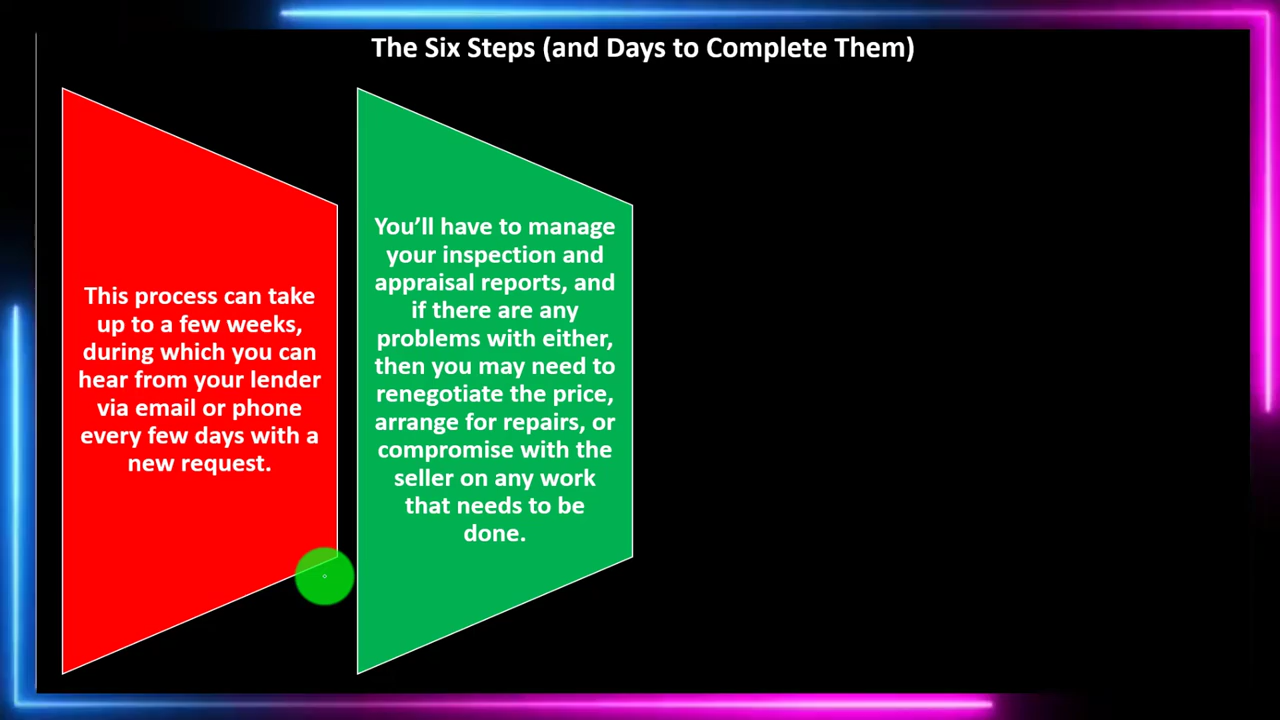 The Six Steps (and Days to Complete Them)
This process can take
up to a few weeks,
during which you can
hear from your lender
via email or phone
every few days with a
new request.
You’ll have to manage
your inspection and
appraisal reports, and
if there are any
problems with either,
then you may need to
renegotiate the price,
arrange for repairs, or
compromise with the
seller on any work
that needs to be
done.